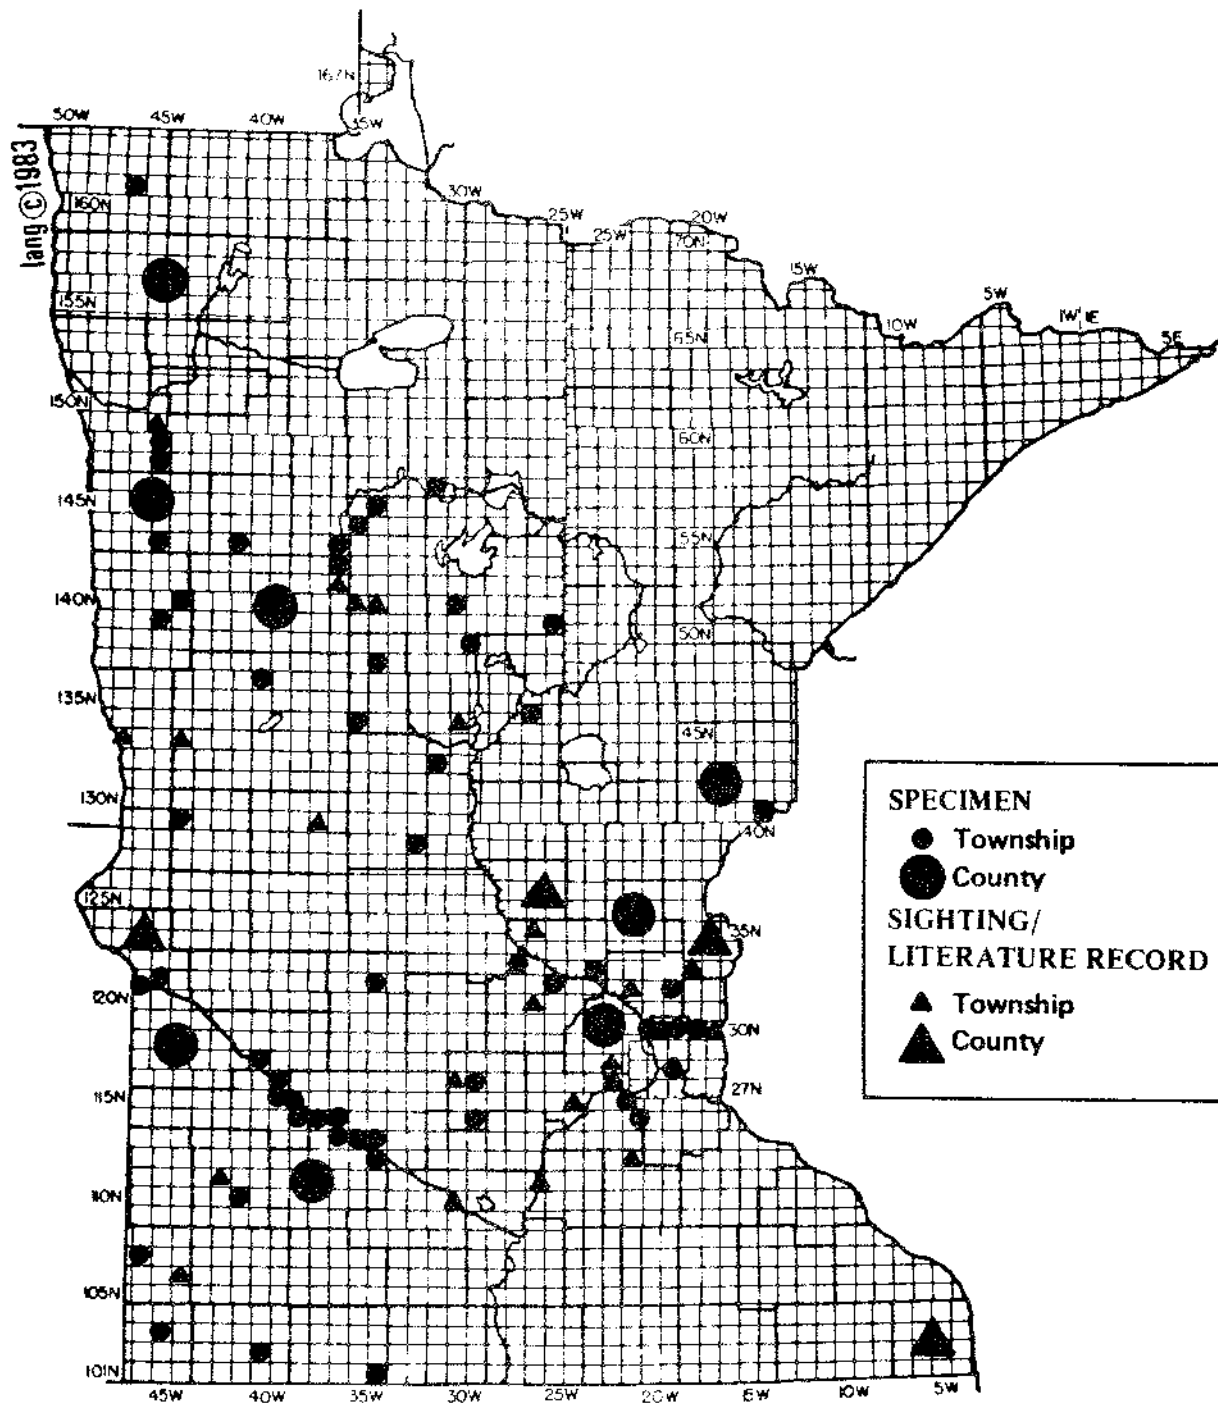 167N
50W 45W 40W 35W
lang ©1983
160N
30W
25W
20W
25W
70N
15W
155N
5W
10W
1W 1E
65N
5E
150N
60N
145N
55N
140N
50N
135N
45N
130N
40N
125N
35N
120N
30N
115N
27N
110N
105N
101N
45W 40W 35W 30W 25W 20W 15W 10W 5W
SPECIMEN
Township
County
SIGHTING/
LITERATURE RECORD
Township
County